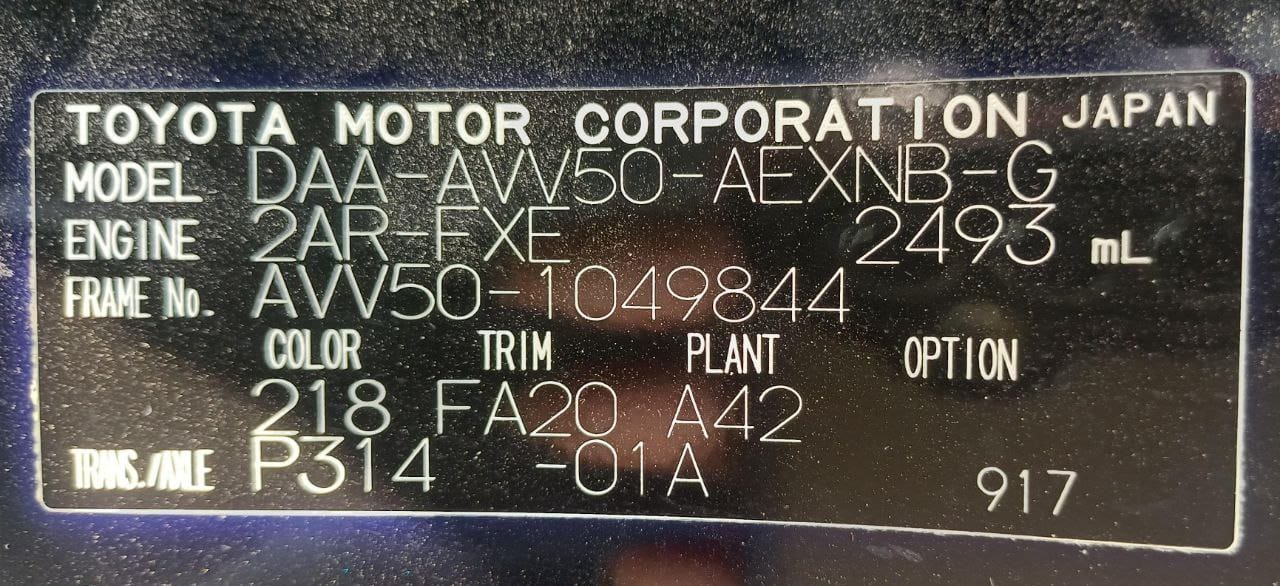 TOYOTA MOTOR CORPORATION JAPAN
MODEL DAA-AVV50-AEXNB-G
ENGINE 2AR-FXE 2493 mL
FRAME No. AVV50-1049844
COLOR TRIM PLANT OPTION
218 FA20 A42
TRANS./AXLE P314 -01A 917